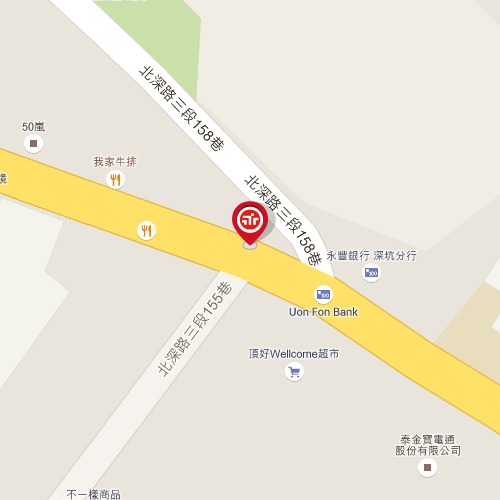 北深路三段158巷
50嵐
我家牛排
鏡
北深路三段158巷
永豐銀行 深坑分行
100
100
Uon Fon Bank
北深路三段155巷
頂好Wellcome超市
泰金寶電通
股份有限公司
不一樣商品